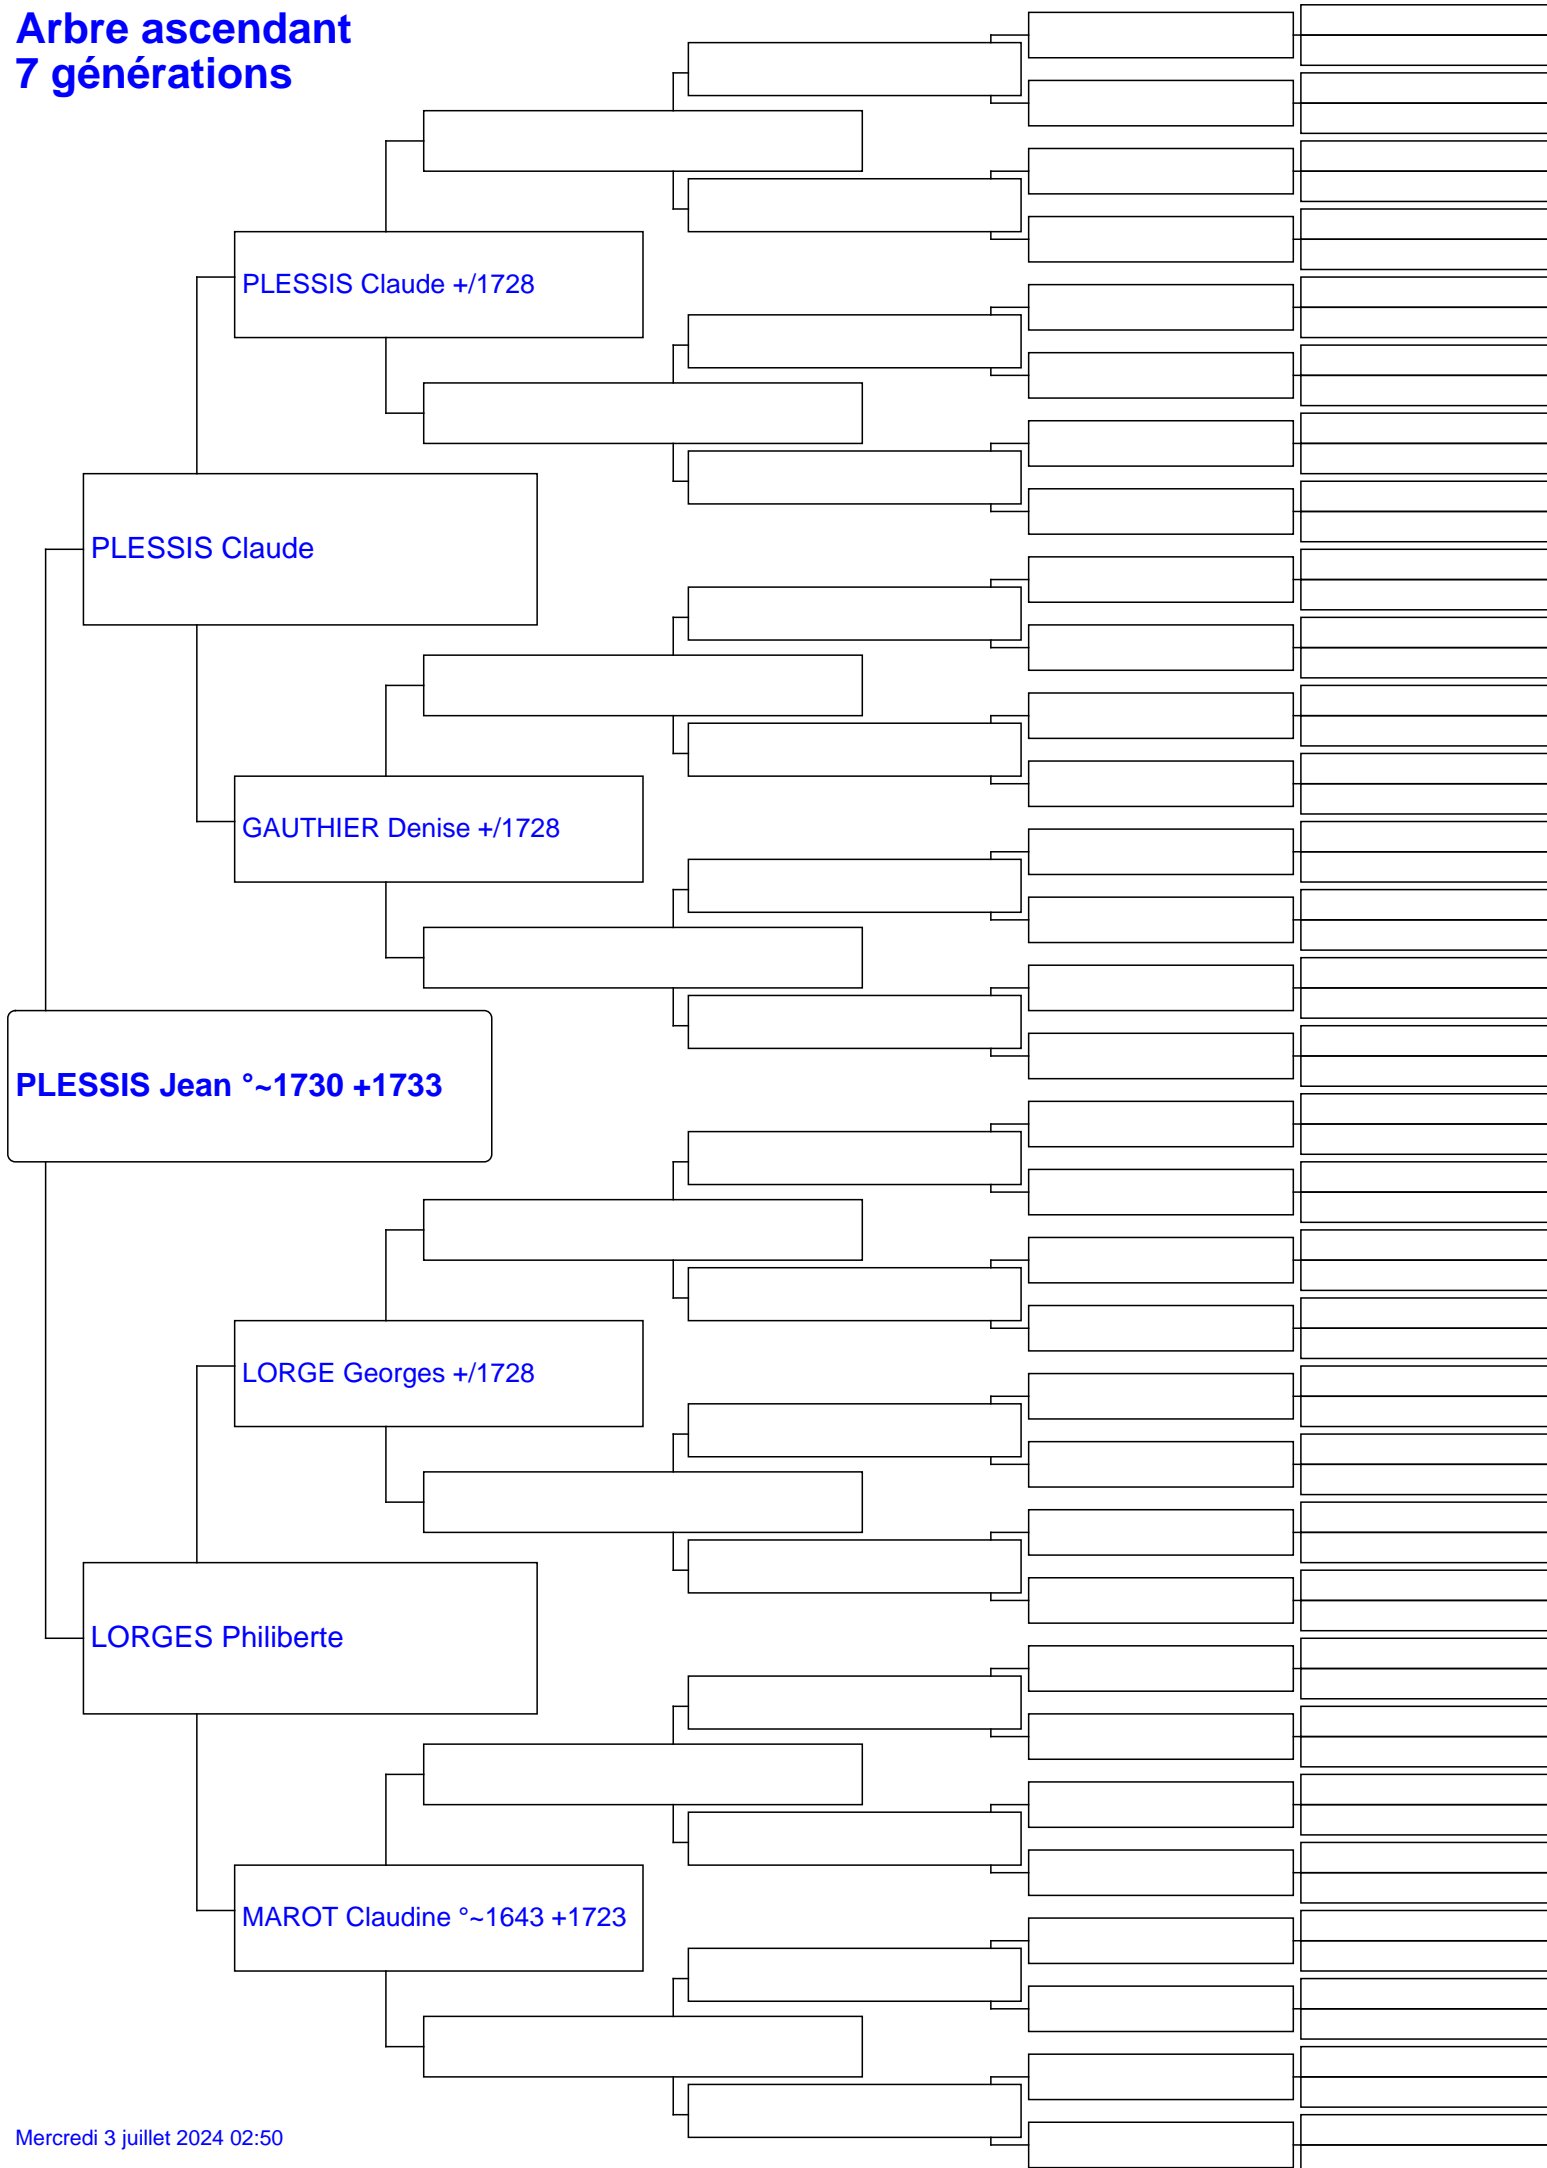 Arbre ascendant
7 générations
PLESSIS Claude +/1728
PLESSIS Claude
GAUTHIER Denise +/1728
PLESSIS Jean °~1730 +1733
LORGE Georges +/1728
LORGES Philiberte
MAROT Claudine °~1643 +1723
Mercredi 3 juillet 2024 02:50